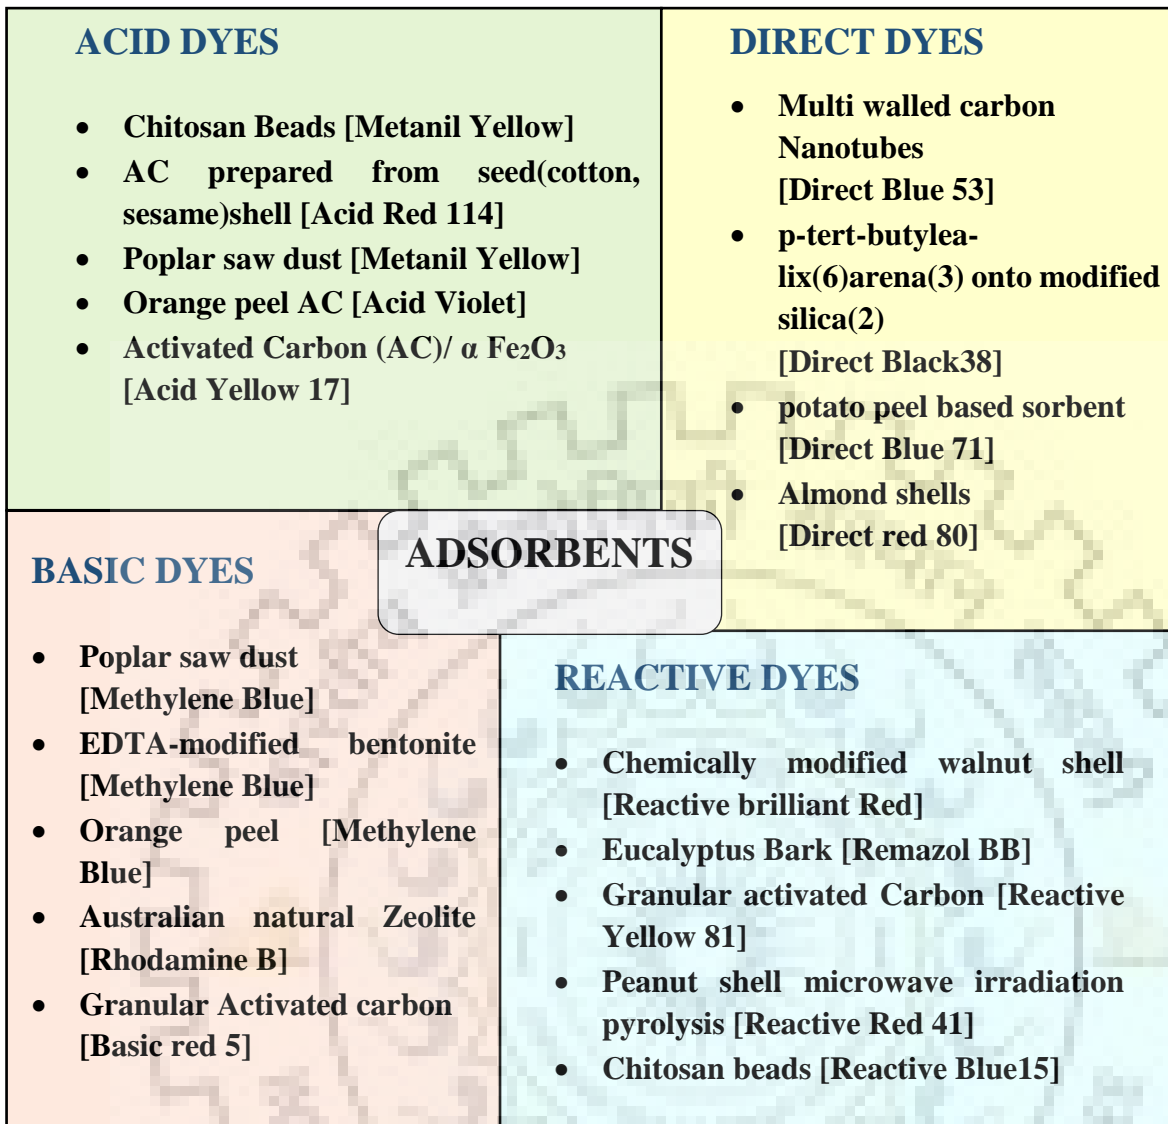 ACID DYES
• Chitosan Beads [Metanil Yellow]
• AC prepared from seed(cotton,
sesame)shell [Acid Red 114]
• Poplar saw dust [Metanil Yellow]
• Orange peel AC [Acid Violet]
• Activated Carbon (AC)/ α Fe₂O₃
[Acid Yellow 17]
DIRECT DYES
• Multi walled carbon
Nanotubes
[Direct Blue 53]
• p-tert-butylea-
lix(6)arena(3) onto modified
silica(2)
[Direct Black38]
• potato peel based sorbent
[Direct Blue 71]
• Almond shells
[Direct red 80]
ADSORBENTS
BASIC DYES
• Poplar saw dust
[Methylene Blue]
• EDTA-modified bentonite
[Methylene Blue]
• Orange peel [Methylene
Blue]
• Australian natural Zeolite
[Rhodamine B]
• Granular Activated carbon
[Basic red 5]
REACTIVE DYES
• Chemically modified walnut shell
[Reactive brilliant Red]
• Eucalyptus Bark [Remazol BB]
• Granular activated Carbon [Reactive
Yellow 81]
• Peanut shell microwave irradiation
pyrolysis [Reactive Red 41]
• Chitosan beads [Reactive Blue15]